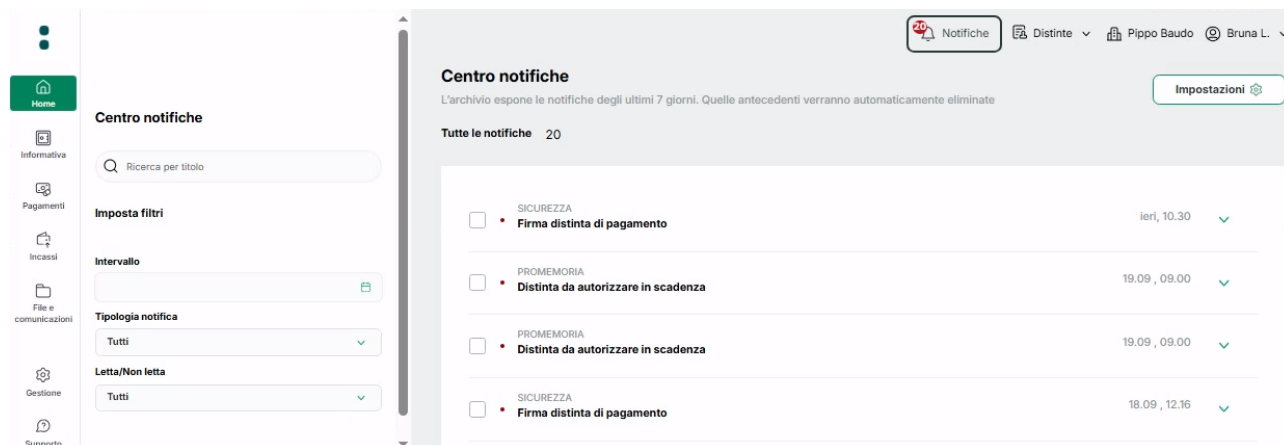 20
Notifiche
Distinte
Pippo Baudo
Bruna L.
Home
Informativa
Pagamenti
Incassi
File e
comunicazioni
Gestione
Supporto
Centro notifiche
Ricerca per titolo
Imposta filtri
Intervallo
Tipologia notifica
Tutti
Letta/Non letta
Tutti
Centro notifiche
L'archivio espone le notifiche degli ultimi 7 giorni. Quelle antecedenti verranno automaticamente eliminate
Impostazioni
Tutte le notifiche 20
SICUREZZA
Firma distinta di pagamento
ieri, 10.30
PROMEMORIA
Distinta da autorizzare in scadenza
19.09 , 09.00
PROMEMORIA
Distinta da autorizzare in scadenza
19.09 , 09.00
SICUREZZA
Firma distinta di pagamento
18.09 , 12.16